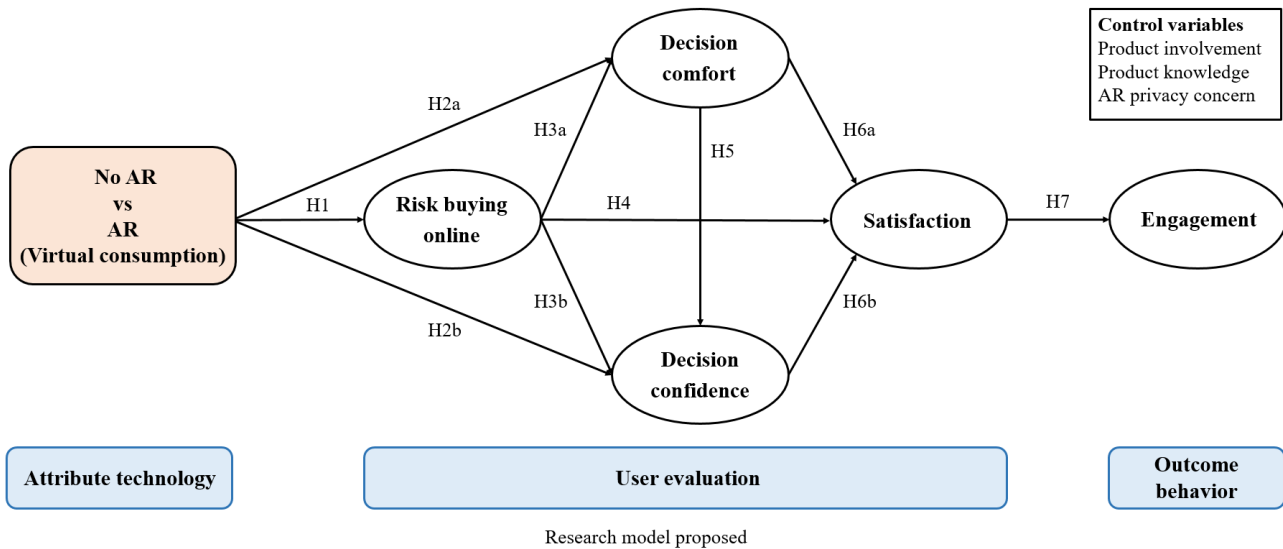 Decision
comfort
Control variables
Product involvement
Product knowledge
AR privacy concern
H2a
H3a
H6a
H5
No AR
vs
AR
(Virtual consumption)
H1
Risk buying
online
H4
Satisfaction
H7
Engagement
H3b
H6b
H2b
Decision
confidence
Attribute technology
User evaluation
Outcome
behavior
Research model proposed